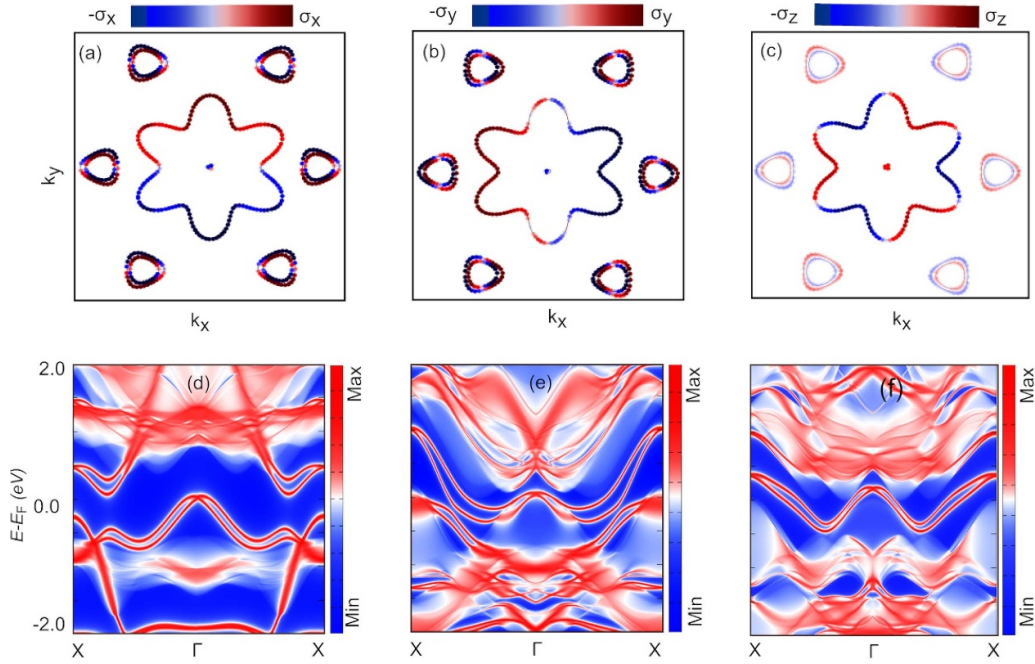 -σx σx
-σy σy
-σz σz
(a)
(b)
(c)
ky
kx
kx
kx
2.0
0.0
-2.0
E-EF (eV)
(d)
(e)
(f)
Max
Min
Max
Min
Max
Min
X Γ X
X Γ X
X Γ X